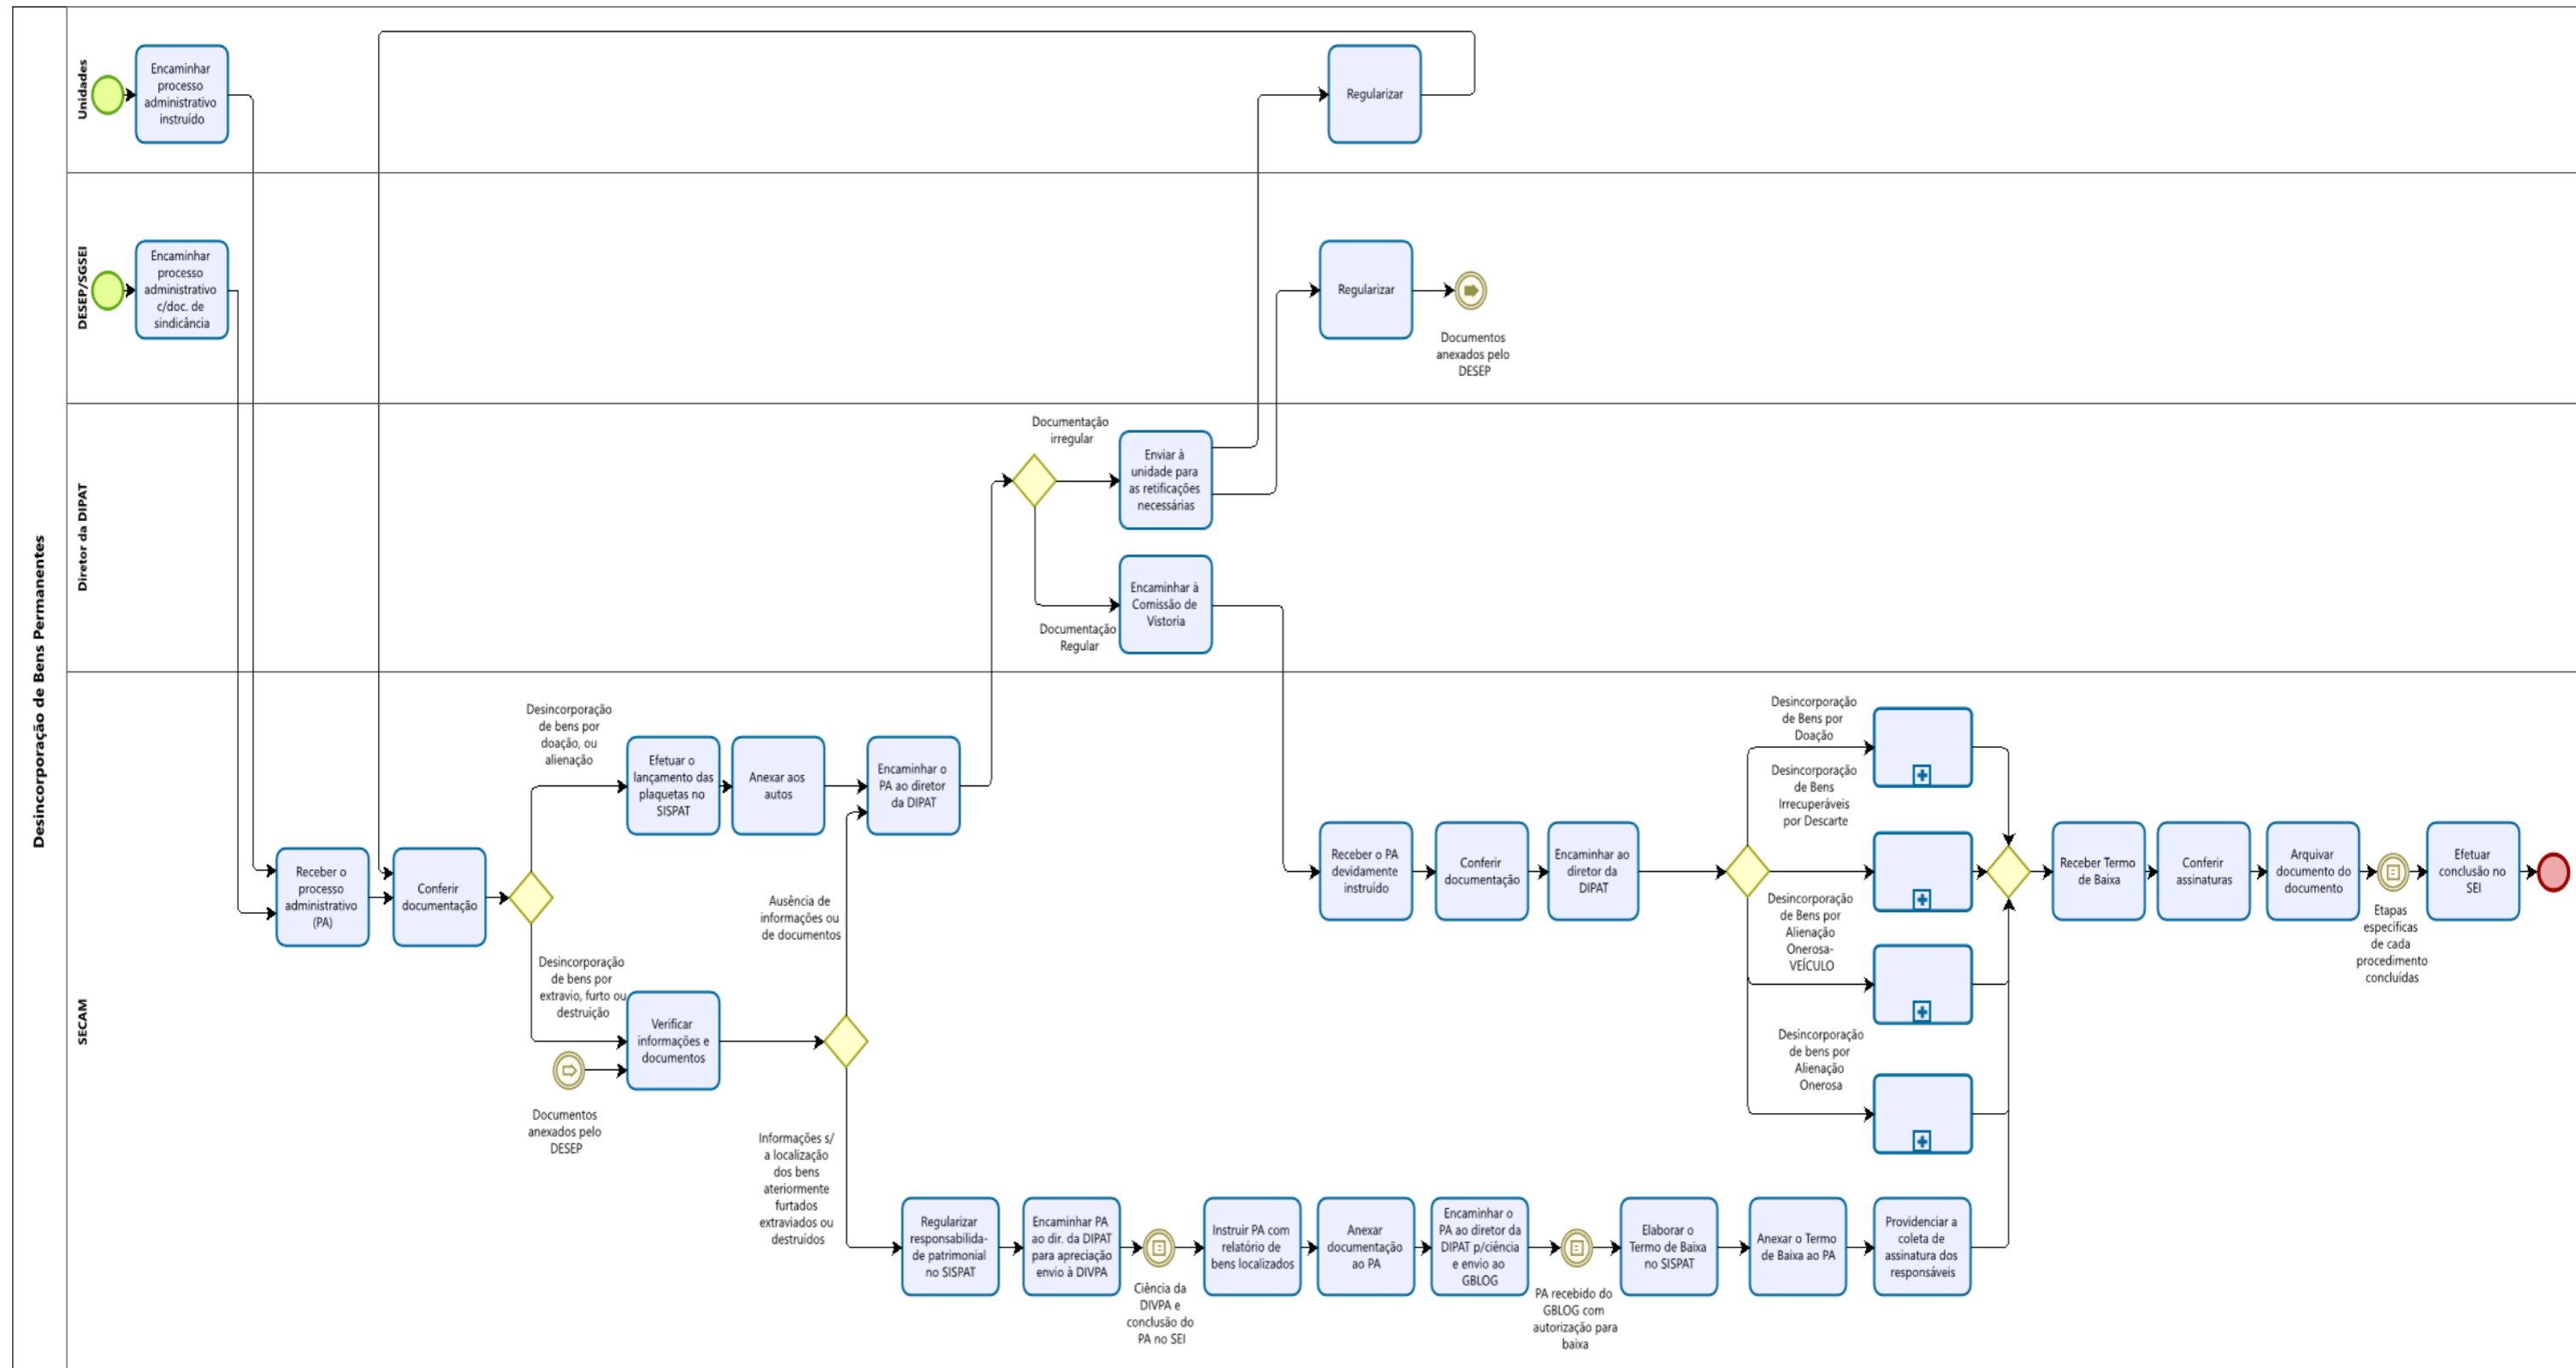 Desincorporação de Bens Permanentes
Unidades
Encaminhar
processo
administrativo
instruído
Regularizar
DESEP/SGSEI
Encaminhar
processo
administrativo
c/doc. de
sindicância
Regularizar
Documentos
anexados pelo
DESEP
Diretor da DIPAT
Documentação
irregular
Enviar à
unidade para
as retificações
necessárias
Encaminhar à
Comissão de
Vistoria
Documentação
Regular
SECAM
Receber o
processo
administrativo
(PA)
Conferir
documentação
Desincorporação
de bens por
doação, ou
alienação
Efetuar o
lançamento das
plaquetas no
SISPAT
Anexar aos
autos
Encaminhar o
PA ao diretor
da DIPAT
Desincorporação
de bens por
extravio, furto ou
destruição
Verificar
informações e
documentos
Documentos
anexados pelo
DESEP
Ausência de
informações ou
de documentos
Informações s/
a localização
dos bens
ateriormente
furtados
extraviados ou
destruídos
Regularizar
responsabilida-
de patrimonial
no SISPAT
Encaminhar PA
ao dir. da DIPAT
para apreciação
envio à DIVPA
Ciência da
DIVPA e
conclusão do
PA no SEI
Instruir PA com
relatório de
bens localizados
Anexar
documentação
ao PA
Encaminhar o
PA ao diretor da
DIPAT p/ciência
e envio ao
GBLOG
PA recebido do
GBLOG com
autorização para
baixa
Elaborar o
Termo de Baixa
no SISPAT
Anexar o Termo
de Baixa ao PA
Providenciar a
coleta de
assinatura dos
responsáveis
Receber o PA
devidamente
instruído
Conferir
documentação
Encaminhar ao
diretor da
DIPAT
Desincorporação
de Bens por
Doação
Desincorporação
de Bens
Irrecuperáveis
por Descarte
Desincorporação
de Bens por
Alienação
Onerosa-
VEÍCULO
Desincorporação
de bens por
Alienação
Onerosa
Receber Termo
de Baixa
Conferir
assinaturas
Arquivar
documento do
documento
Etapas
específicas
de cada
procedimento
concluídas
Efetuar
conclusão no
SEI